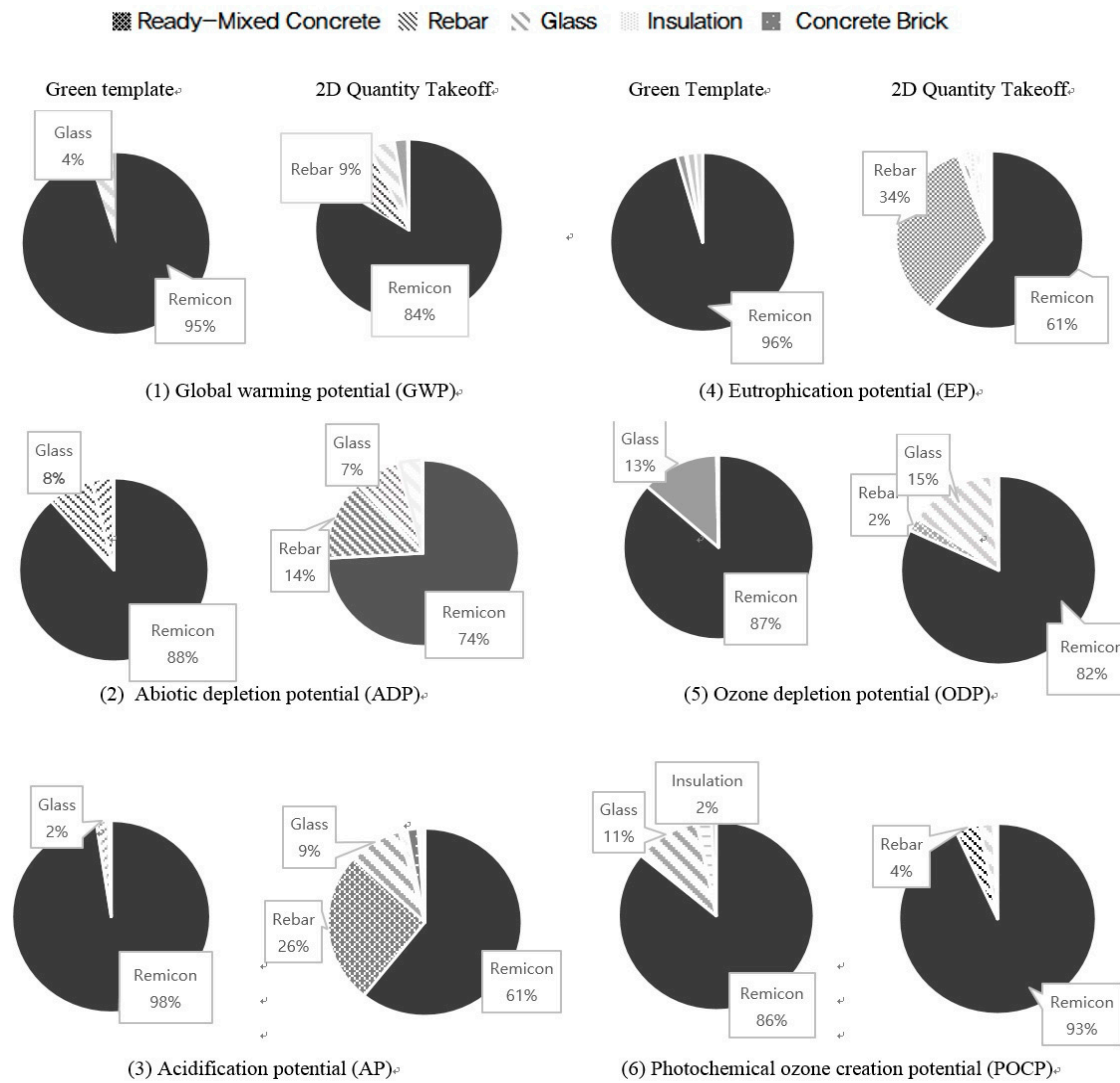 Ready-Mixed Concrete Rebar Glass Insulation Concrete Brick
Green template 2D Quantity Takeoff Green Template 2D Quantity Takeoff
Glass
4%
Remicon
95%
Rebar 9%
Remicon
84%
Remicon
96%
Rebar
34%
Remicon
61%
(1) Global warming potential (GWP)
(4) Eutrophication potential (EP)
Glass
8%
Remicon
88%
Glass
7%
Rebar
14%
Remicon
74%
Glass
13%
Remicon
87%
Glass
15%
Rebar
2%
Remicon
82%
(2) Abiotic depletion potential (ADP)
(5) Ozone depletion potential (ODP)
Glass
2%
Remicon
98%
Glass
9%
Rebar
26%
Remicon
61%
Insulation
2%
Glass
11%
Remicon
86%
Rebar
4%
Remicon
93%
(3) Acidification potential (AP)
(6) Photochemical ozone creation potential (POCP)